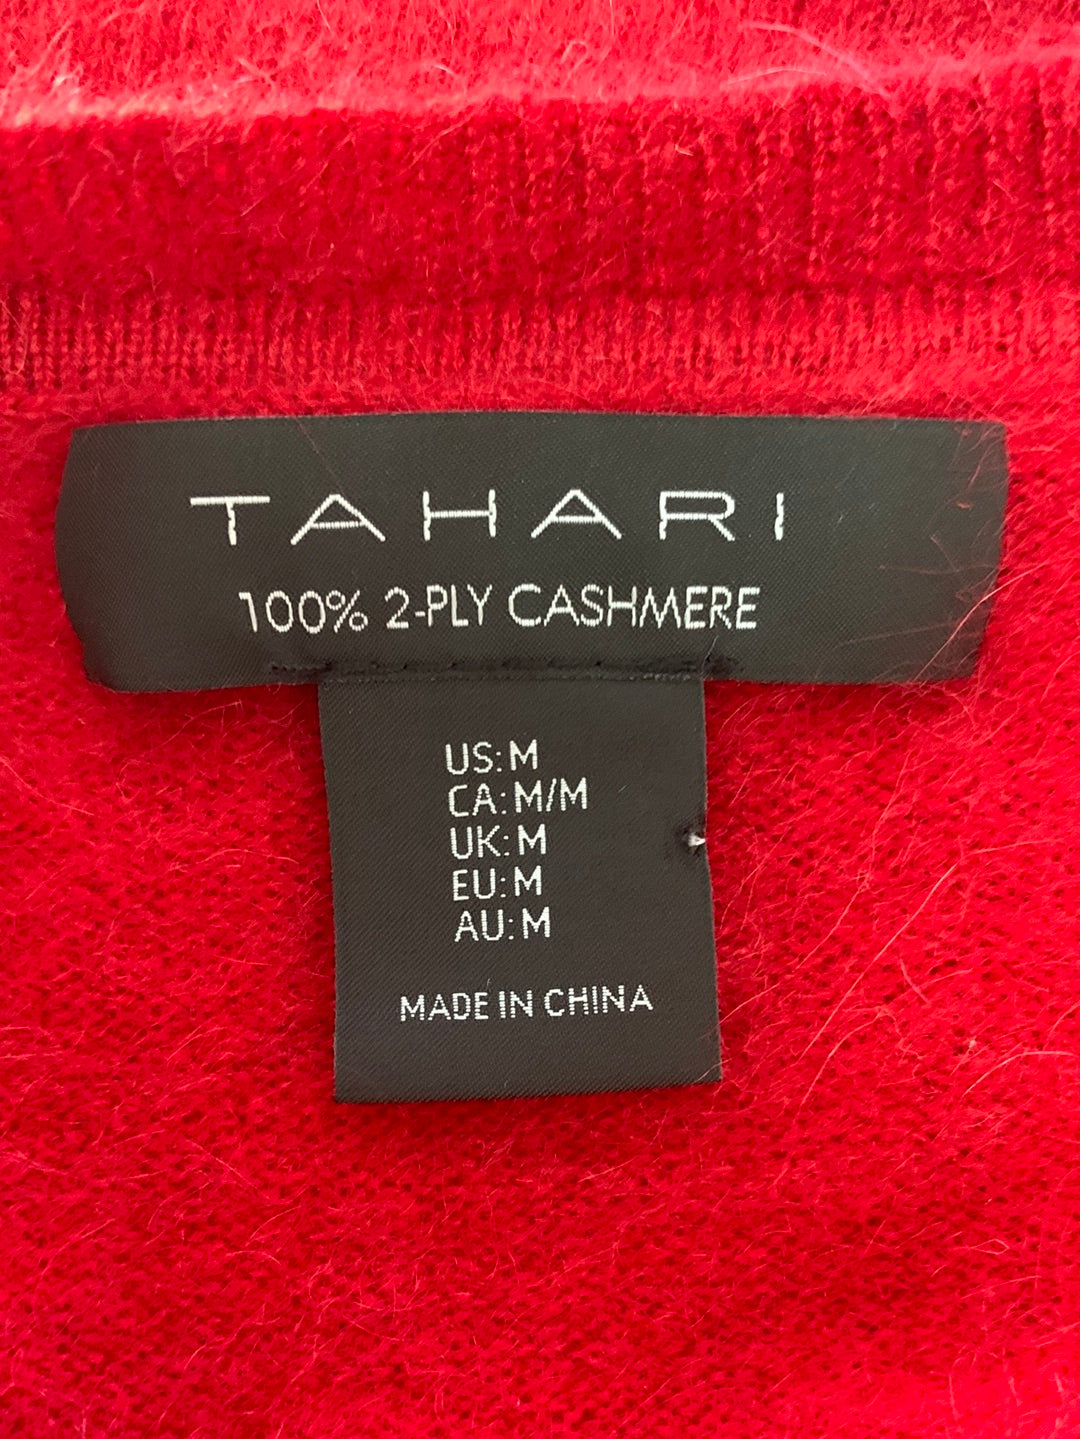 TAHARI
100% 2-PLY CASHMERE
US: M
CA: M/M
UK: M
EU: M
AU: M
MADE IN CHINA